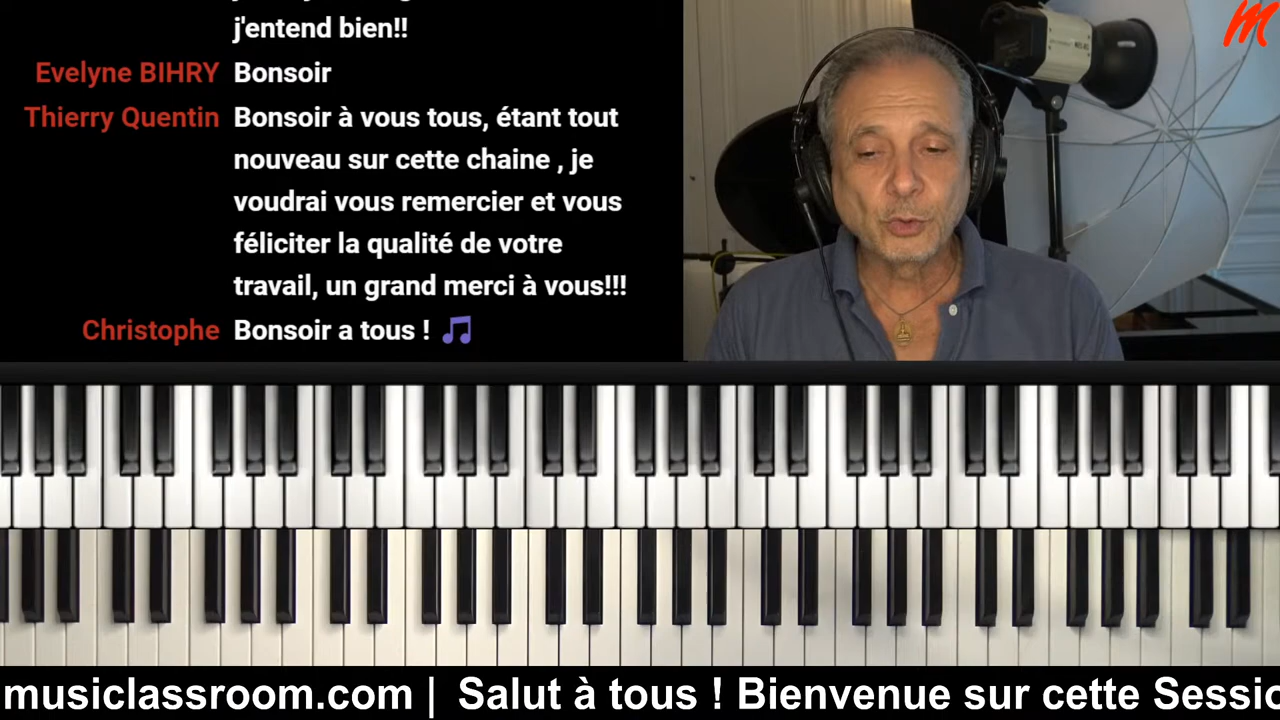 j'entend bien!!
Evelyne BIHRY Bonsoir
Thierry Quentin Bonsoir à vous tous, étant tout
nouveau sur cette chaine , je
voudrai vous remercier et vous
féliciter la qualité de votre
travail, un grand merci à vous!!!
Christophe Bonsoir a tous ! 🎵
musiclassroom.com | Salut à tous ! Bienvenue sur cette